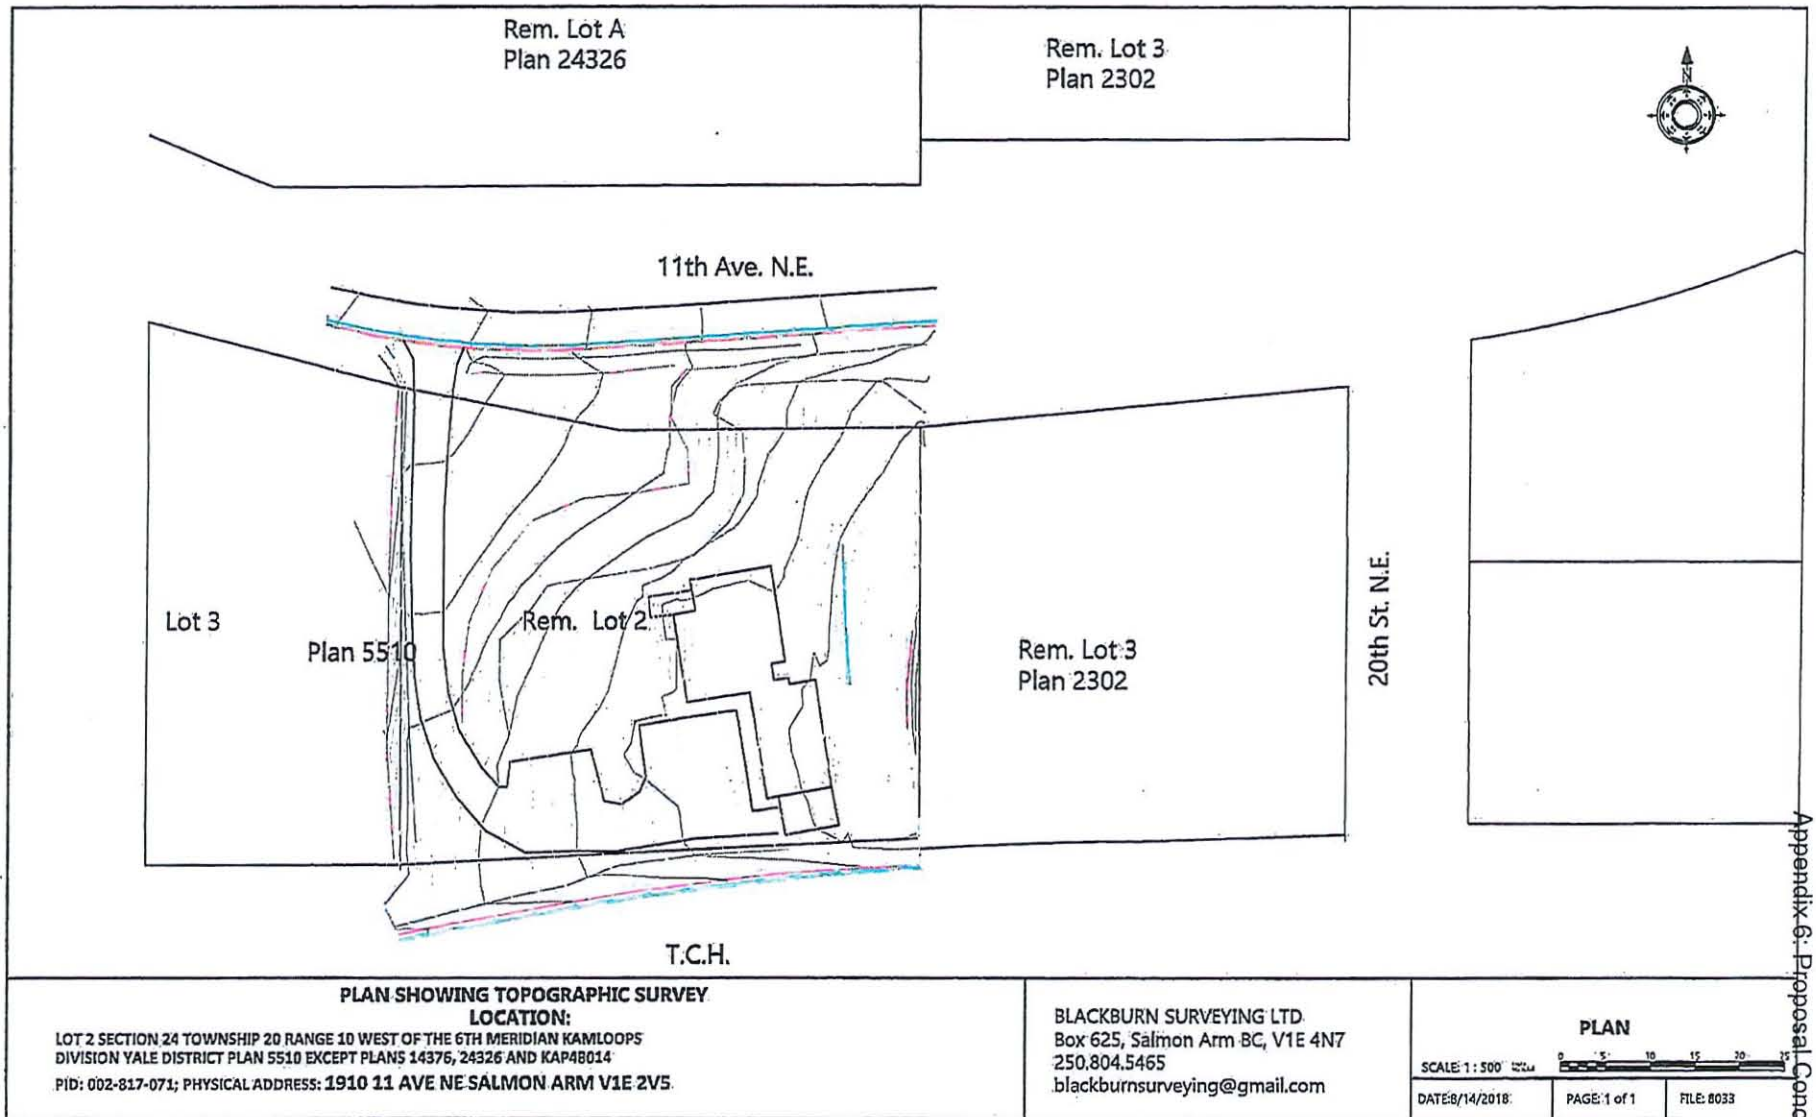 Rem. Lot A
Plan 24326
Rem. Lot 3
Plan 2302
N
11th Ave. N.E.
Lot 3
Plan 5510
Rem. Lot 2
Rem. Lot 3
Plan 2302
20th St. N.E.
T.C.H.
PLAN SHOWING TOPOGRAPHIC SURVEY
LOCATION:
LOT 2 SECTION 24 TOWNSHIP 20 RANGE 10 WEST OF THE 6TH MERIDIAN KAMLOOPS
DIVISION YALE DISTRICT PLAN 5510 EXCEPT PLANS 14376, 24326 AND KAP48014
PID: 002-817-071; PHYSICAL ADDRESS: 1910 11 AVE NE SALMON ARM V1E 2V5
BLACKBURN SURVEYING LTD
Box 625, Salmon Arm BC, V1E 4N7
250.804.5465
blackburnsurveying@gmail.com
PLAN
SCALE: 1 : 500
0 5 10 15 20 25
DATE:8/14/2018
PAGE: 1 of 1
FILE: 8033
Appendix 6: Proposal Conc